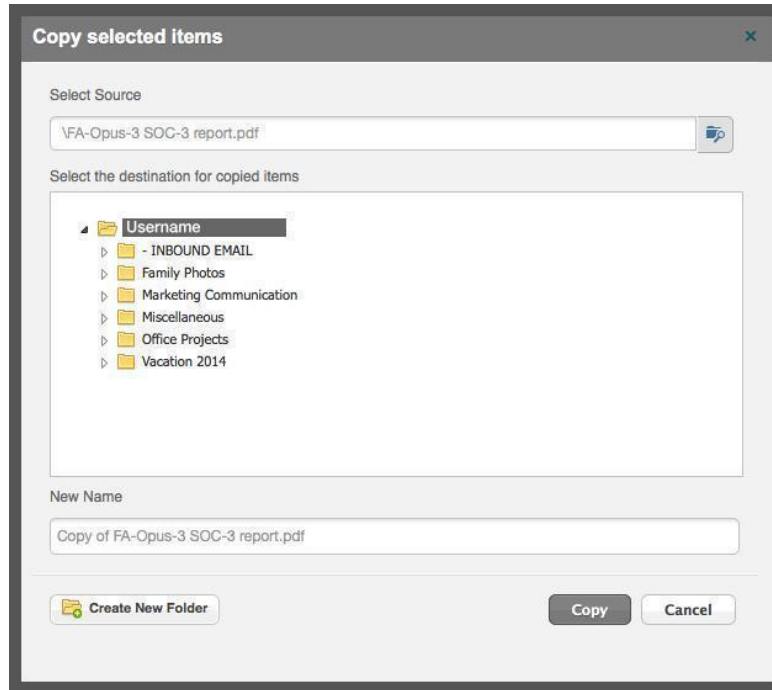 Copy selected items
Select Source
\FA-Opus-3 SOC-3 report.pdf
Select the destination for copied items
Username
- INBOUND EMAIL
Family Photos
Marketing Communication
Miscellaneous
Office Projects
Vacation 2014
New Name
Copy of FA-Opus-3 SOC-3 report.pdf
Create New Folder
Copy
Cancel